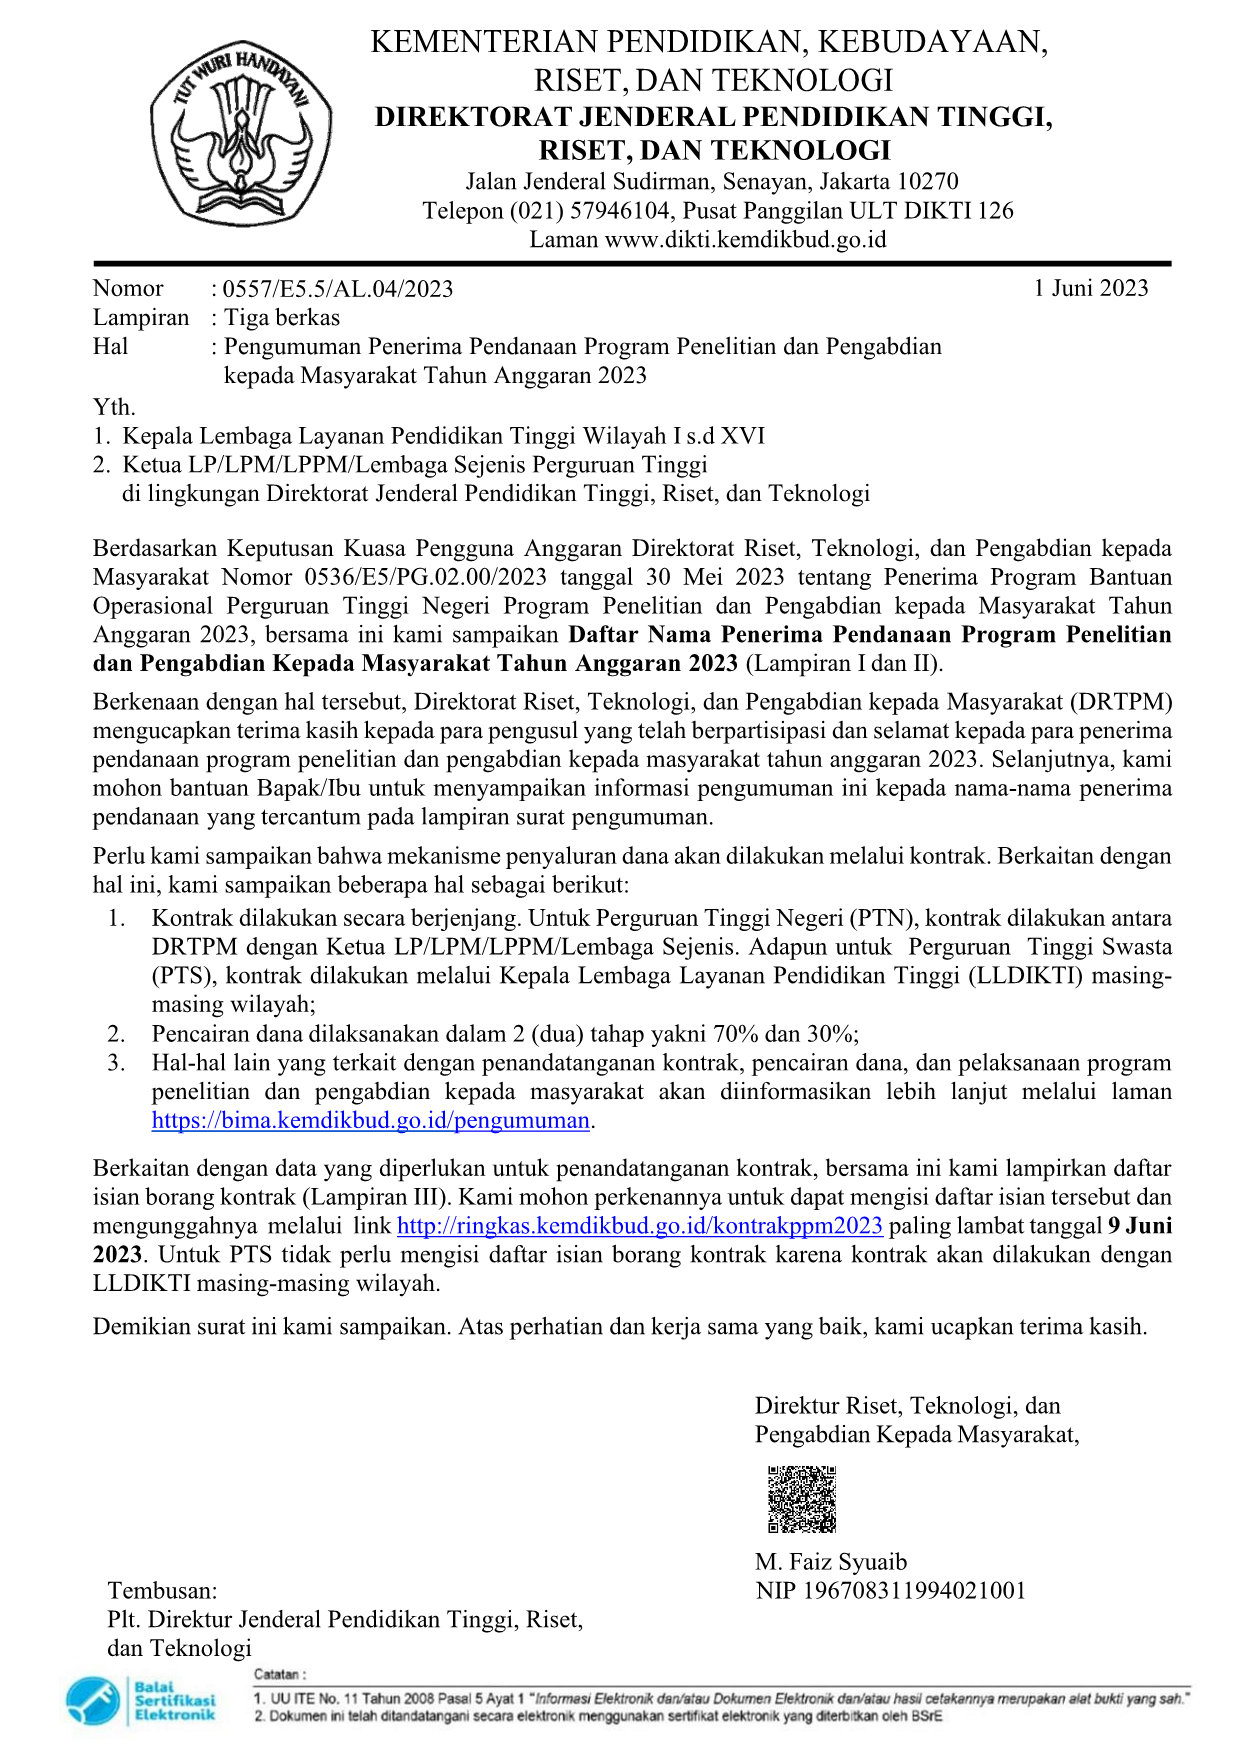 TUT WURI HANDAYANI
KEMENTERIAN PENDIDIKAN, KEBUDAYAAN,
RISET, DAN TEKNOLOGI
DIREKTORAT JENDERAL PENDIDIKAN TINGGI,
RISET, DAN TEKNOLOGI
Jalan Jenderal Sudirman, Senayan, Jakarta 10270
Telepon (021) 57946104, Pusat Panggilan ULT DIKTI 126
Laman www.dikti.kemdikbud.go.id
Nomor : 0557/E5.5/AL.04/2023 1 Juni 2023
Lampiran : Tiga berkas
Hal : Pengumuman Penerima Pendanaan Program Penelitian dan Pengabdian
kepada Masyarakat Tahun Anggaran 2023
Yth.
1. Kepala Lembaga Layanan Pendidikan Tinggi Wilayah I s.d XVI
2. Ketua LP/LPM/LPPM/Lembaga Sejenis Perguruan Tinggi
di lingkungan Direktorat Jenderal Pendidikan Tinggi, Riset, dan Teknologi
Berdasarkan Keputusan Kuasa Pengguna Anggaran Direktorat Riset, Teknologi, dan Pengabdian kepada
Masyarakat Nomor 0536/E5/PG.02.00/2023 tanggal 30 Mei 2023 tentang Penerima Program Bantuan
Operasional Perguruan Tinggi Negeri Program Penelitian dan Pengabdian kepada Masyarakat Tahun
Anggaran 2023, bersama ini kami sampaikan Daftar Nama Penerima Pendanaan Program Penelitian
dan Pengabdian Kepada Masyarakat Tahun Anggaran 2023 (Lampiran I dan II).
Berkenaan dengan hal tersebut, Direktorat Riset, Teknologi, dan Pengabdian kepada Masyarakat (DRTPM)
mengucapkan terima kasih kepada para pengusul yang telah berpartisipasi dan selamat kepada para penerima
pendanaan program penelitian dan pengabdian kepada masyarakat tahun anggaran 2023. Selanjutnya, kami
mohon bantuan Bapak/Ibu untuk menyampaikan informasi pengumuman ini kepada nama-nama penerima
pendanaan yang tercantum pada lampiran surat pengumuman.
Perlu kami sampaikan bahwa mekanisme penyaluran dana akan dilakukan melalui kontrak. Berkaitan dengan
hal ini, kami sampaikan beberapa hal sebagai berikut:
1. Kontrak dilakukan secara berjenjang. Untuk Perguruan Tinggi Negeri (PTN), kontrak dilakukan antara
DRTPM dengan Ketua LP/LPM/LPPM/Lembaga Sejenis. Adapun untuk Perguruan Tinggi Swasta
(PTS), kontrak dilakukan melalui Kepala Lembaga Layanan Pendidikan Tinggi (LLDIKTI) masing-
masing wilayah;
2. Pencairan dana dilaksanakan dalam 2 (dua) tahap yakni 70% dan 30%;
3. Hal-hal lain yang terkait dengan penandatanganan kontrak, pencairan dana, dan pelaksanaan program
penelitian dan pengabdian kepada masyarakat akan diinformasikan lebih lanjut melalui laman
https://bima.kemdikbud.go.id/pengumuman.
Berkaitan dengan data yang diperlukan untuk penandatanganan kontrak, bersama ini kami lampirkan daftar
isian borang kontrak (Lampiran III). Kami mohon perkenannya untuk dapat mengisi daftar isian tersebut dan
mengunggahnya melalui link http://ringkas.kemdikbud.go.id/kontrakppm2023 paling lambat tanggal 9 Juni
2023. Untuk PTS tidak perlu mengisi daftar isian borang kontrak karena kontrak akan dilakukan dengan
LLDIKTI masing-masing wilayah.
Demikian surat ini kami sampaikan. Atas perhatian dan kerja sama yang baik, kami ucapkan terima kasih.
Direktur Riset, Teknologi, dan
Pengabdian Kepada Masyarakat,
M. Faiz Syuaib
NIP 196708311994021001
Tembusan:
Plt. Direktur Jenderal Pendidikan Tinggi, Riset,
dan Teknologi
Balai
Sertifikasi
Elektronik
Catatan :
1. UU ITE No. 11 Tahun 2008 Pasal 5 Ayat 1 "Informasi Elektronik dan/atau Dokumen Elektronik dan/atau hasil cetakannya merupakan alat bukti yang sah."
2. Dokumen ini telah ditandatangani secara elektronik menggunakan sertifikat elektronik yang diterbitkan oleh BSrE